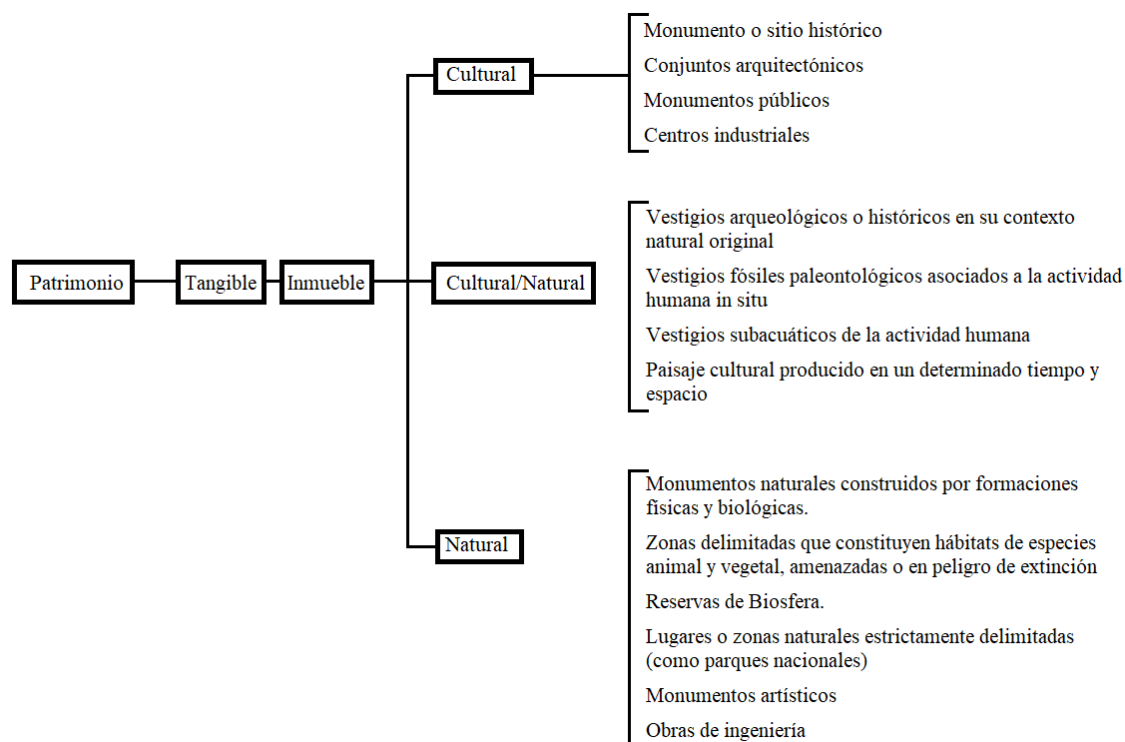 Patrimonio
Tangible
Inmueble
Cultural
Monumento o sitio histórico
Conjuntos arquitectónicos
Monumentos públicos
Centros industriales
Cultural/Natural
Vestigios arqueológicos o históricos en su contexto
natural original
Vestigios fósiles paleontológicos asociados a la actividad
humana in situ
Vestigios subacuáticos de la actividad humana
Paisaje cultural producido en un determinado tiempo y
espacio
Natural
Monumentos naturales construidos por formaciones
físicas y biológicas.
Zonas delimitadas que constituyen hábitats de especies
animal y vegetal, amenazadas o en peligro de extinción
Reservas de Biosfera.
Lugares o zonas naturales estrictamente delimitadas
(como parques nacionales)
Monumentos artísticos
Obras de ingeniería